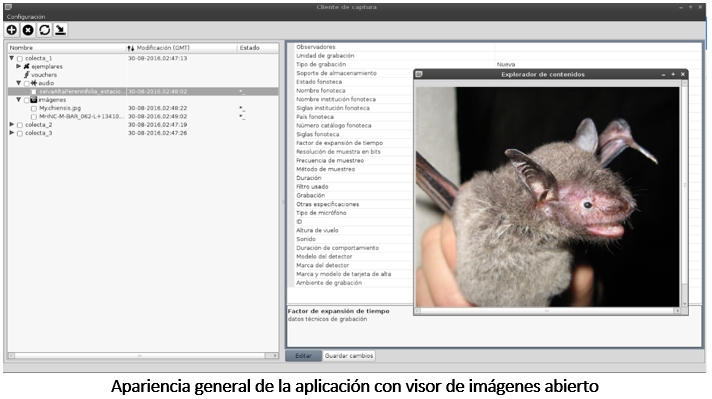 Cliente de captura
Configuración
Nombre Modificación (GMT) Estado
colecta_1 30-08-2016,02:47:13
ejemplares
vouchers
audio
selvaAltaPerennifolia_estacio... 30-08-2016,02:48:02 *_
imágenes
Mychiensis.jpg 30-08-2016,02:48:22 *_
30-08-2016,02:49:02 *_
colecta_2 30-08-2016,02:47:19
colecta_3 30-08-2016,02:47:26
Observadores
Unidad de grabación
Tipo de grabación Nueva
Soporte de almacenamiento
Estado fonoteca
Nombre fonoteca
Nombre institución fonoteca
Siglas institución fonoteca
País fonoteca
Número catálogo fonoteca
Siglas fonoteca
Factor de expansión de tiempo
Resolución de muestra en bits
Frecuencia de muestreo
Método de muestreo
Duración
Filtro usado
Grabación
Otras especificaciones
Tipo de micrófono
ID
Altura de vuelo
Sonido
Duración de comportamiento
Modelo del detector
Marca del detector
Marca y modelo de tarjeta de alta
Ambiente de grabación
Explorador de contenidos
Factor de expansión de tiempo
datos técnicos de grabación
Editar Guardar cambios
Apariencia general de la aplicación con visor de imágenes abierto